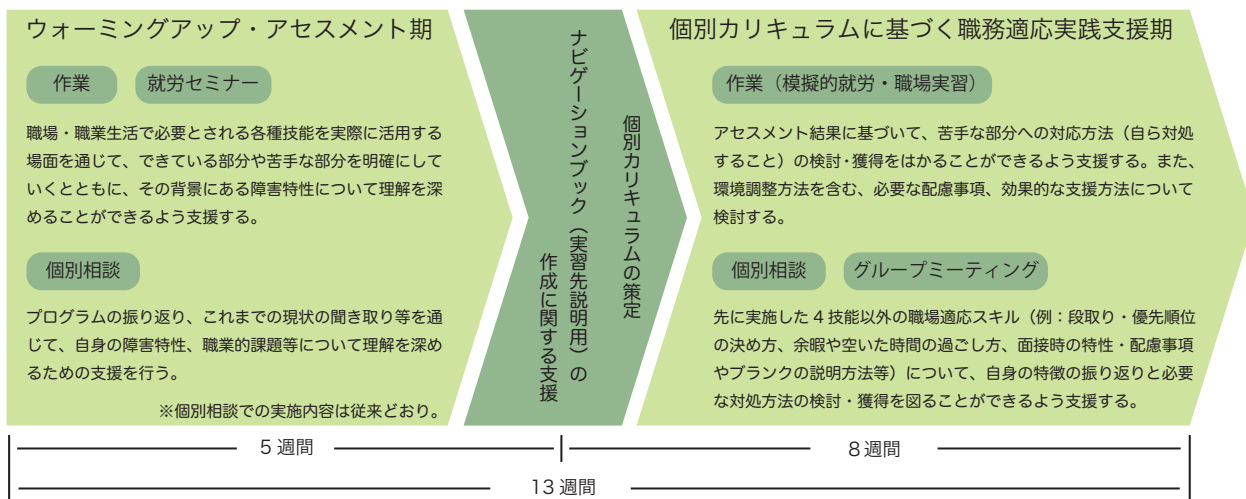 ウォーミングアップ・アセスメント期
作業
就労セミナー
職場・職業生活で必要とされる各種技能を実際に活用する
場面を通じて、できている部分や苦手な部分を明確にして
いくとともに、その背景にある障害特性について理解を深
めることができるよう支援する。
個別相談
プログラムの振り返り、これまでの現状の聞き取り等を通
じて、自身の障害特性、職業的課題等について理解を深め
るための支援を行う。
※個別相談での実施内容は従来どおり。
個別カリキュラムの策定
ナビゲーションブック（実習先説明用）の
作成に関する支援
個別カリキュラムに基づく職務適応実践支援期
作業（模擬的就労・職場実習）
アセスメント結果に基づいて、苦手な部分への対応方法（自ら対処
すること）の検討・獲得をはかることができるよう支援する。また、
環境調整方法を含む、必要な配慮事項、効果的な支援方法について
検討する。
個別相談
グループミーティング
先に実施した 4 技能以外の職場適応スキル（例：段取り・優先順位
の決め方、余暇や空いた時間の過ごし方、面接時の特性・配慮事項
やブランクの説明方法等）について、自身の特徴の振り返りと必要
な対処方法の検討・獲得を図ることができるよう支援する。
5 週間
8 週間
13 週間